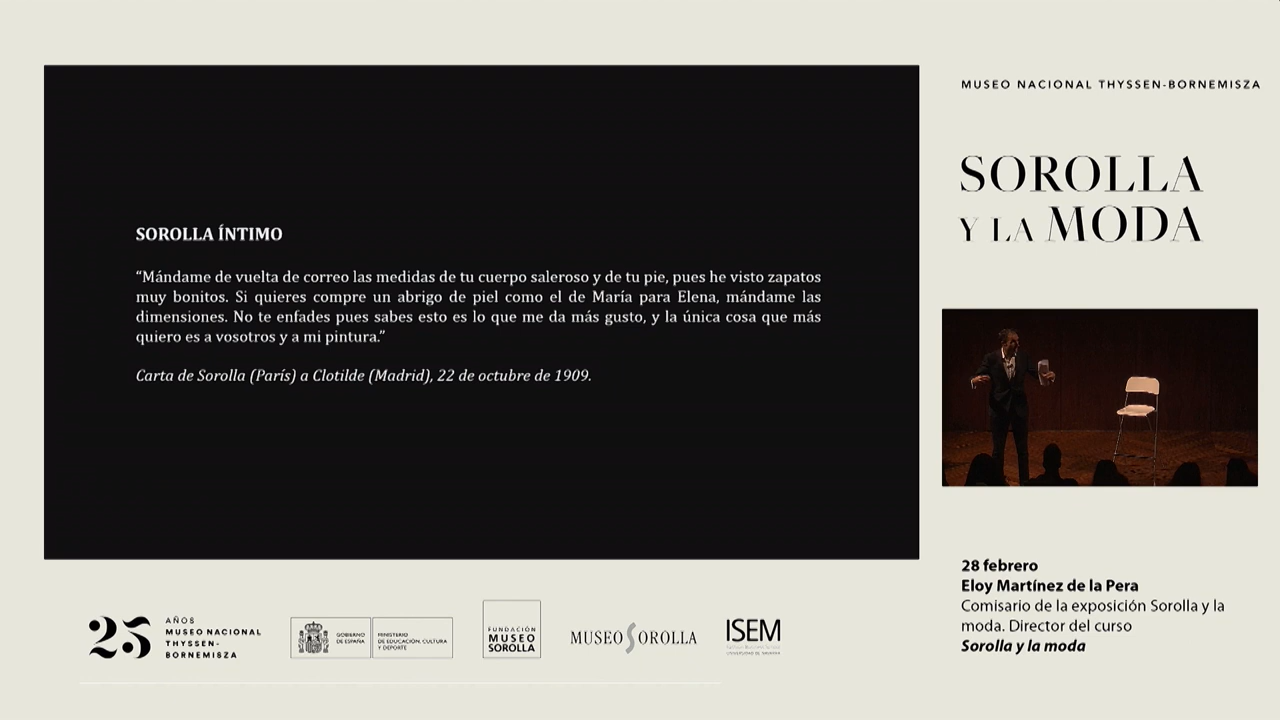 MUSEO NACIONAL THYSSEN-BORNEMISZA
SOROLLA
Y LA MODA
SOROLLA ÍNTIMO
“Mándame de vuelta de correo las medidas de tu cuerpo saleroso y de tu pie, pues he visto zapatos
muy bonitos. Si quieres compre un abrigo de piel como el de María para Elena, mándame las
dimensiones. No te enfades pues sabes esto es lo que me da más gusto, y la única cosa que más
quiero es a vosotros y a mi pintura.”
Carta de Sorolla (París) a Clotilde (Madrid), 22 de octubre de 1909.
28 febrero
Eloy Martínez de la Pera
Comisario de la exposición Sorolla y la
moda. Director del curso
Sorolla y la moda
25
AÑOS
MUSEO NACIONAL
THYSSEN-
BORNEMISZA
GOBIERNO
DE ESPAÑA
MINISTERIO
DE EDUCACIÓN, CULTURA
Y DEPORTE
FUNDACIÓN
MUSEO
SOROLLA
MUSEO SOROLLA
ISEM